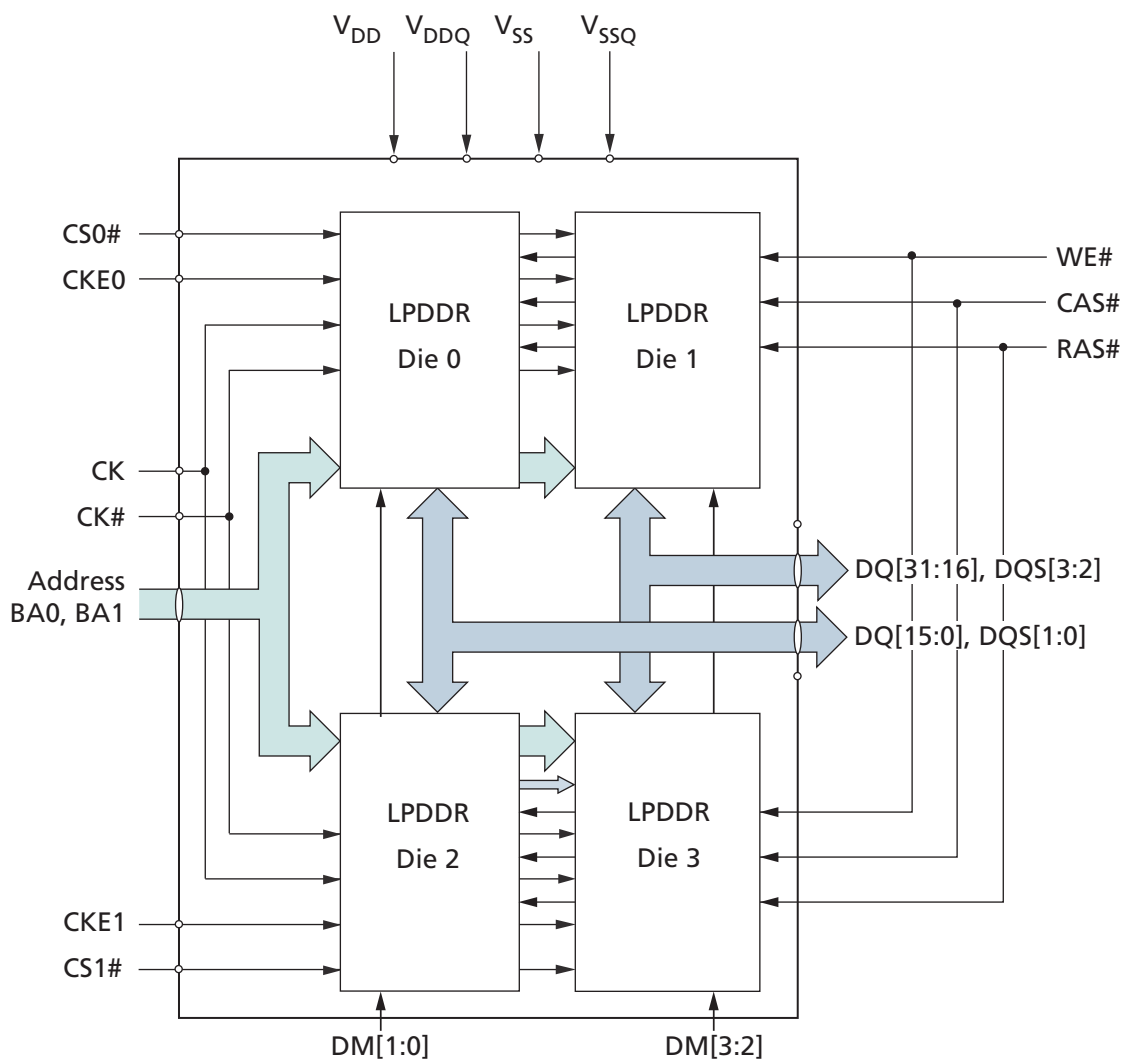 VDD VDDQ VSS VSSQ
CS0#
CKE0
CK
CK#
Address
BA0, BA1
CKE1
CS1#
LPDDR
Die 0
LPDDR
Die 1
LPDDR
Die 2
LPDDR
Die 3
WE#
CAS#
RAS#
DQ[31:16], DQS[3:2]
DQ[15:0], DQS[1:0]
DM[1:0]
DM[3:2]